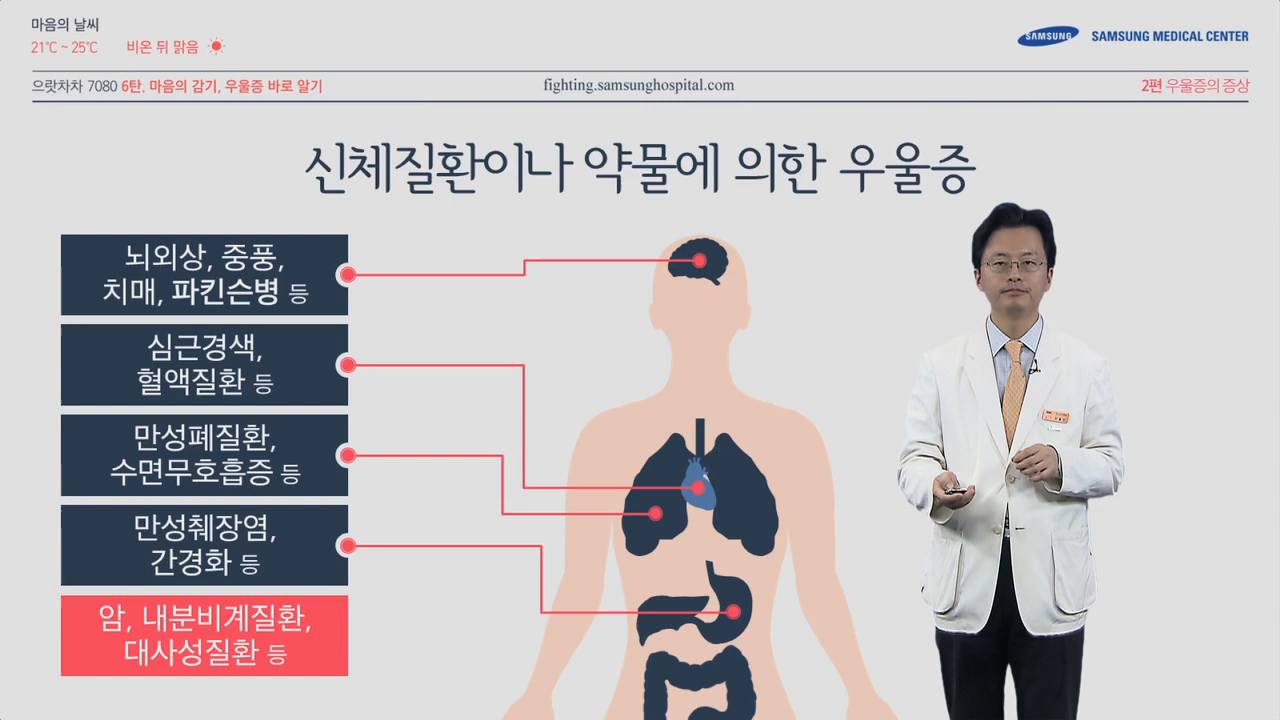 마음의 날씨
21℃ ~ 25℃ 비온 뒤 맑음
SAMSUNG SAMSUNG MEDICAL CENTER
으랏차차 7080 6탄. 마음의 감기, 우울증 바로 알기 fighting.samsunghospital.com 2편 우울증의 증상
신체질환이나 약물에 의한 우울증
뇌외상, 중풍,
치매, 파킨슨병 등
심근경색,
혈액질환 등
만성폐질환,
수면무호흡증 등
만성췌장염,
간경화 등
암, 내분비계질환,
대사성질환 등